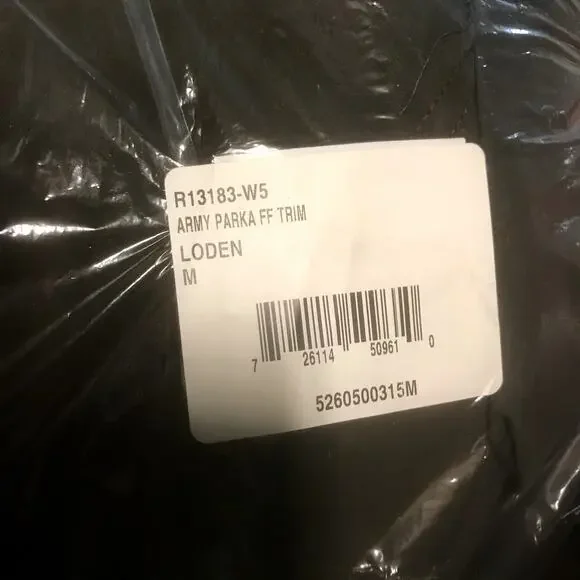 R13183-W5
ARMY PARKA FF TRIM
LODEN
M
7 26114 50961 0
5260500315M